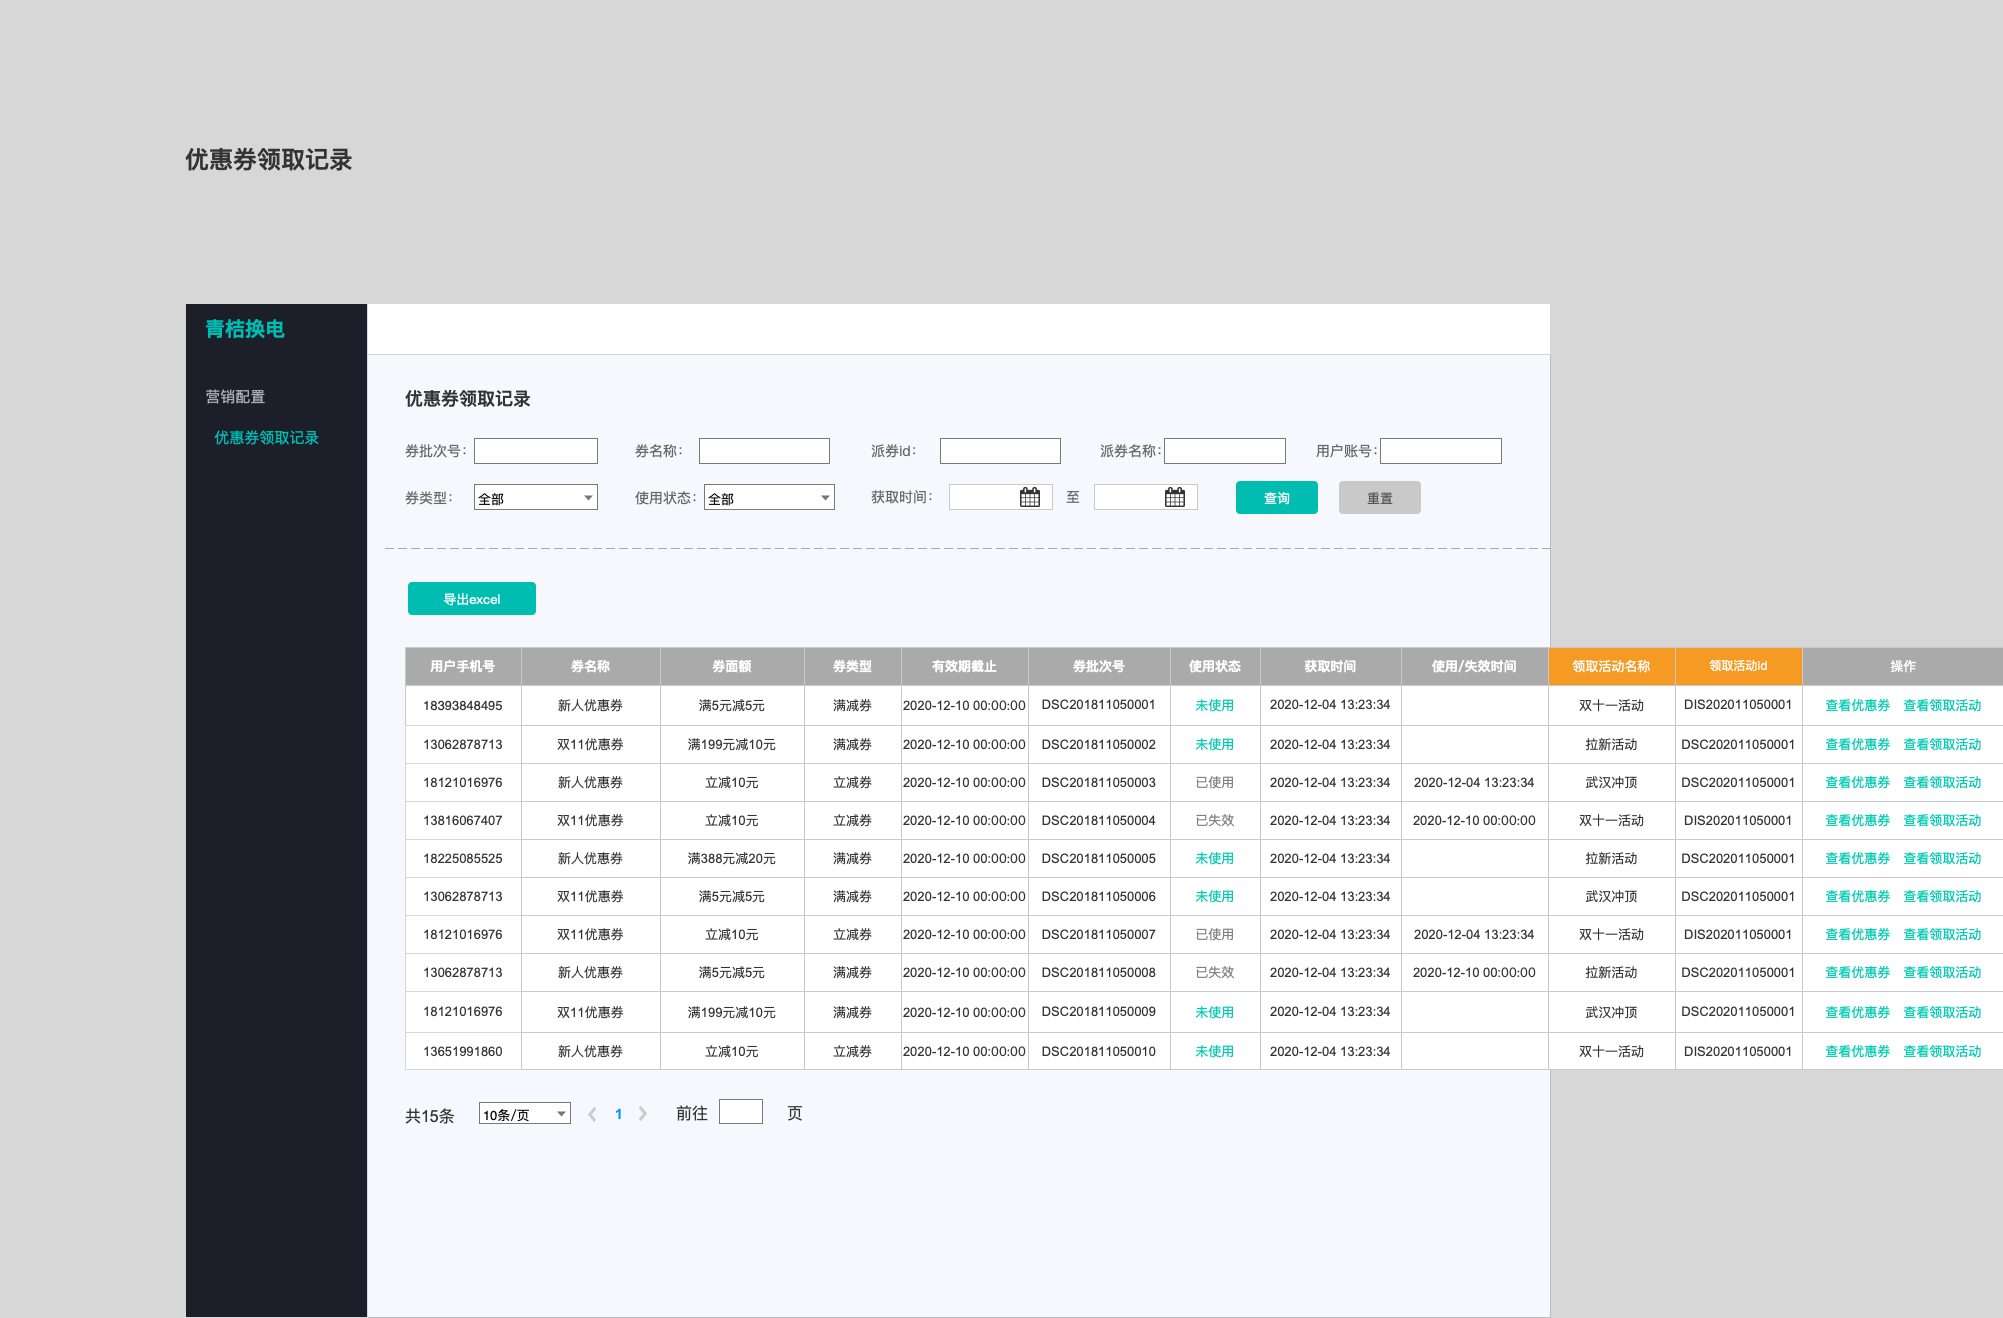 优惠券领取记录
青桔换电
营销配置
优惠券领取记录
优惠券领取记录
券批次号： 券名称： 派券id： 派券名称： 用户账号：
券类型： 全部 使用状态： 全部 获取时间： 至 查询 重置
导出excel
用户手机号 券名称 券面额 券类型 有效期截止 券批次号 使用状态 获取时间 使用/失效时间 领取活动名称 领取活动id 操作
18393848495 新人优惠券 满5元减5元 满减券 2020-12-10 00:00:00 DSC201811050001 未使用 2020-12-04 13:23:34 双十一活动 DIS202011050001 查看优惠券 查看领取活动
13062878713 双11优惠券 满199元减10元 满减券 2020-12-10 00:00:00 DSC201811050002 未使用 2020-12-04 13:23:34 拉新活动 DSC202011050001 查看优惠券 查看领取活动
18121016976 新人优惠券 立减10元 立减券 2020-12-10 00:00:00 DSC201811050003 已使用 2020-12-04 13:23:34 2020-12-04 13:23:34 武汉冲顶 DSC202011050001 查看优惠券 查看领取活动
13816067407 双11优惠券 立减10元 立减券 2020-12-10 00:00:00 DSC201811050004 已失效 2020-12-04 13:23:34 2020-12-10 00:00:00 双十一活动 DIS202011050001 查看优惠券 查看领取活动
18225085525 新人优惠券 满388元减20元 满减券 2020-12-10 00:00:00 DSC201811050005 未使用 2020-12-04 13:23:34 拉新活动 DSC202011050001 查看优惠券 查看领取活动
13062878713 双11优惠券 满5元减5元 满减券 2020-12-10 00:00:00 DSC201811050006 未使用 2020-12-04 13:23:34 武汉冲顶 DSC202011050001 查看优惠券 查看领取活动
18121016976 双11优惠券 立减10元 立减券 2020-12-10 00:00:00 DSC201811050007 已使用 2020-12-04 13:23:34 2020-12-04 13:23:34 双十一活动 DIS202011050001 查看优惠券 查看领取活动
13062878713 新人优惠券 满5元减5元 满减券 2020-12-10 00:00:00 DSC201811050008 已失效 2020-12-04 13:23:34 2020-12-10 00:00:00 拉新活动 DSC202011050001 查看优惠券 查看领取活动
18121016976 双11优惠券 满199元减10元 满减券 2020-12-10 00:00:00 DSC201811050009 未使用 2020-12-04 13:23:34 武汉冲顶 DSC202011050001 查看优惠券 查看领取活动
13651991860 新人优惠券 立减10元 立减券 2020-12-10 00:00:00 DSC201811050010 未使用 2020-12-04 13:23:34 双十一活动 DIS202011050001 查看优惠券 查看领取活动
共15条 10条/页 1 前往 页